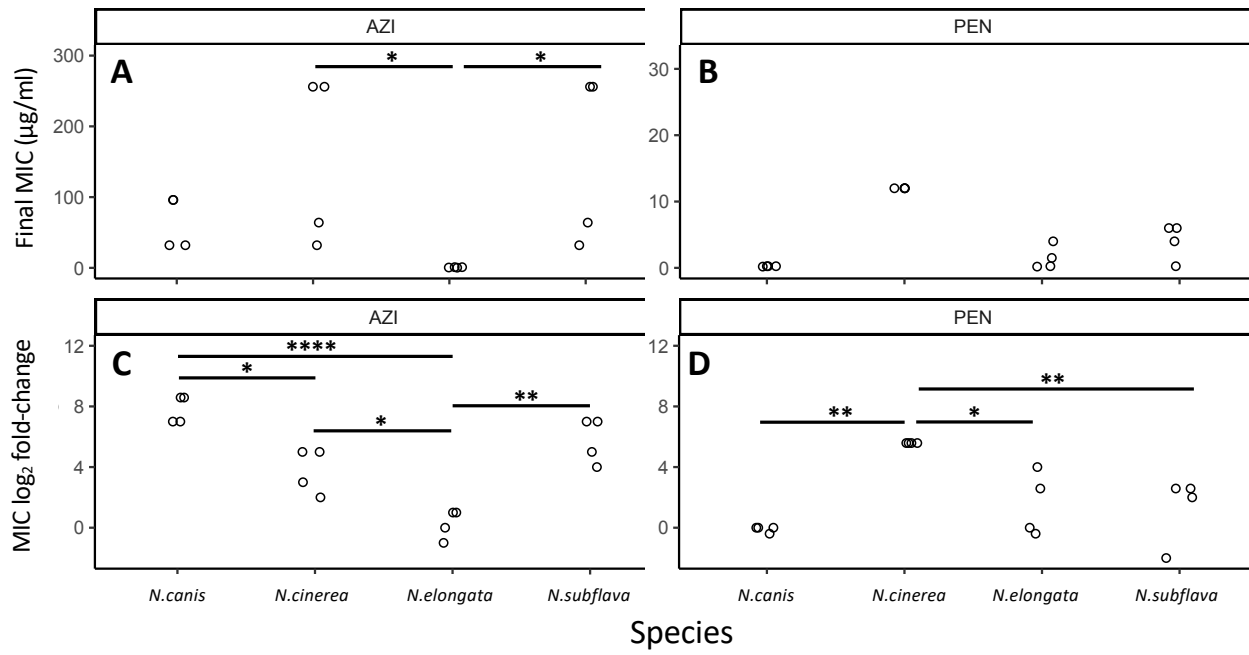 AZI
PEN
A
*
*
B
Final MIC (µg/ml)
300
200
100
0
30
20
10
0
AZI
PEN
C
****
*
*
**
D
**
**
*
MIC log₂ fold-change
12
8
4
0
12
8
4
0
N.canis N.cinerea N.elongata N.subflava
N.canis N.cinerea N.elongata N.subflava
Species